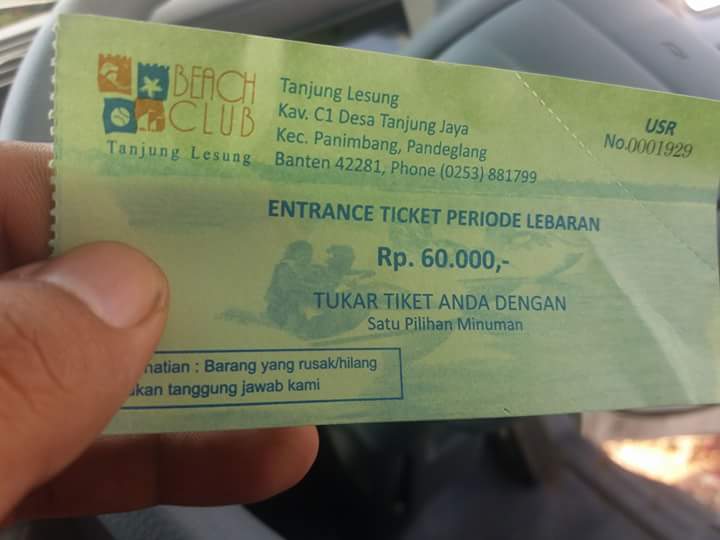 BEACH
CLUB
Tanjung Lesung
Tanjung Lesung
Kav. C1 Desa Tanjung Jaya
Kec. Panimbang, Pandeglang
Banten 42281, Phone (0253) 881799
USR
No.0001929
ENTRANCE TICKET PERIODE LEBARAN
Rp. 60.000,-
TUKAR TIKET ANDA DENGAN
Satu Pilihan Minuman
: Barang yang rusak/hilang
tanggung jawab kami